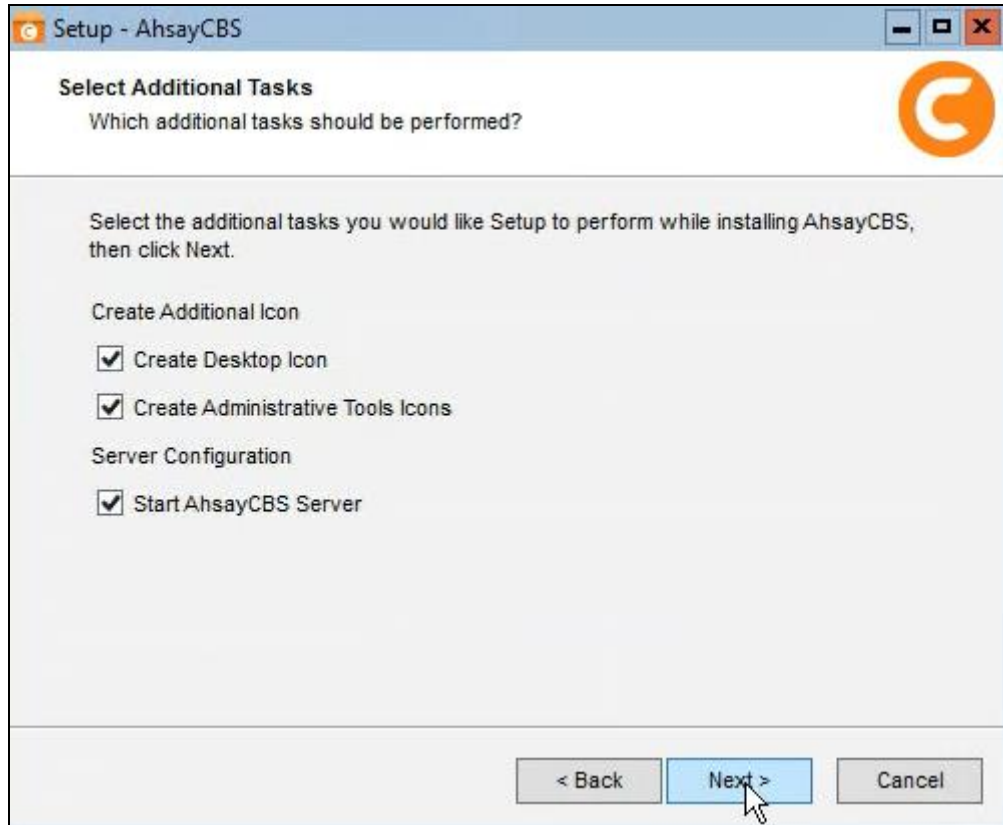 Setup - AhsayCBS
Select Additional Tasks
Which additional tasks should be performed?
Select the additional tasks you would like Setup to perform while installing AhsayCBS,
then click Next.
Create Additional Icon
Create Desktop Icon
Create Administrative Tools Icons
Server Configuration
Start AhsayCBS Server
< Back
Next >
Cancel